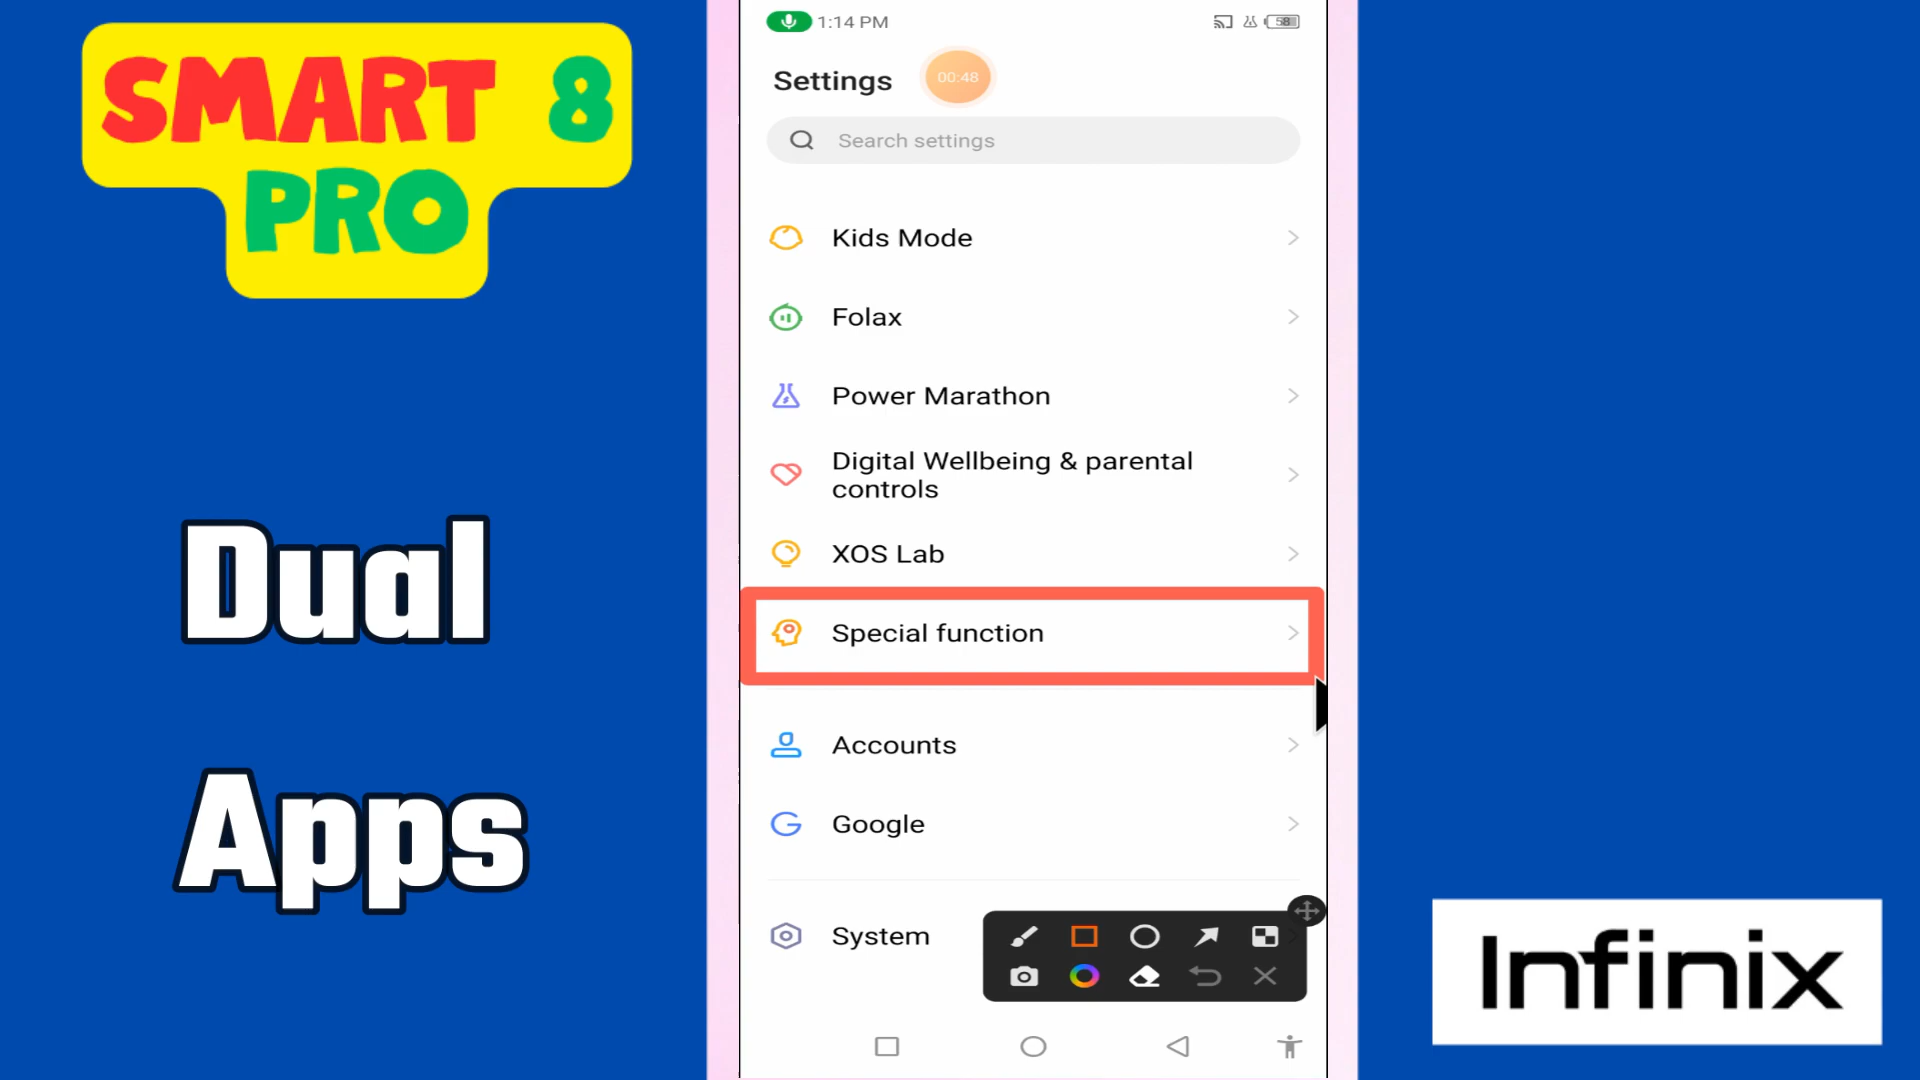 SMART 8
PRO
Dual
Apps
1:14 PM
58
Settings
00:48
Search settings
Kids Mode
Folax
Power Marathon
Digital Wellbeing & parental
controls
XOS Lab
Special function
Accounts
Google
System
Infinix